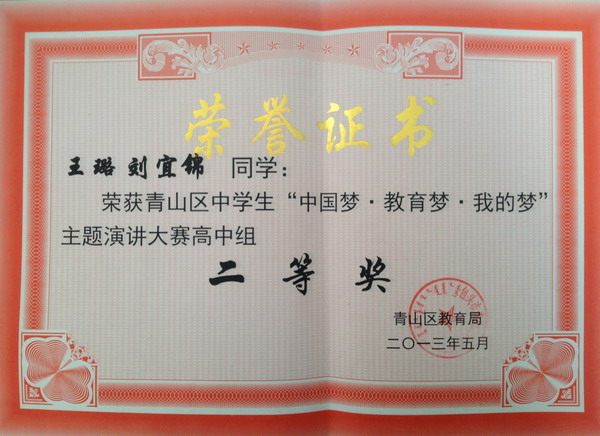 荣誉证书
王璐 刘宜锦 同学：
荣获青山区中学生“中国梦·教育梦·我的梦”
主题演讲大赛高中组
二等奖
青山区教育局
二〇一三年五月